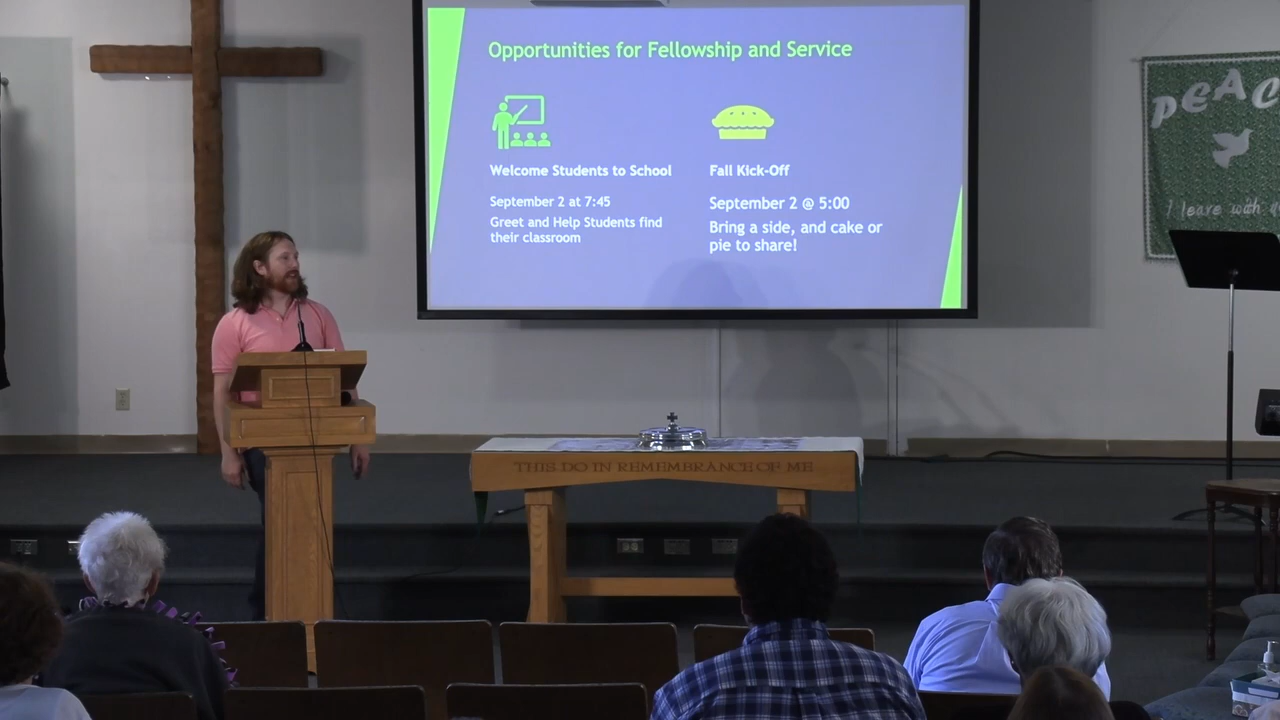 Opportunities for Fellowship and Service
Welcome Students to School
September 2 at 7:45
Greet and Help Students find
their classroom
Fall Kick-Off
September 2 @ 5:00
Bring a side, and cake or
pie to share!
PEAC
I leave with
THIS DO IN REMEMBRANCE OF ME